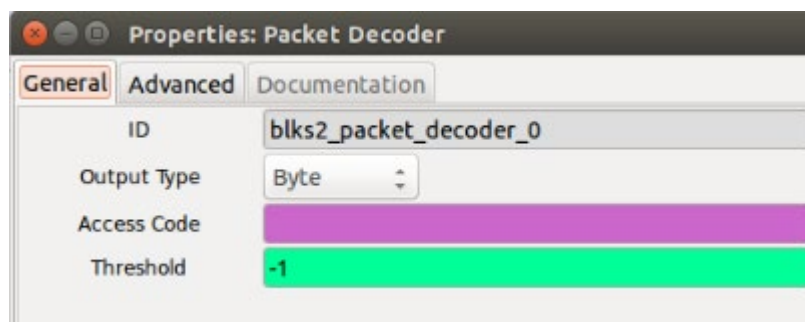 Properties: Packet Decoder
General Advanced Documentation
ID blks2_packet_decoder_0
Output Type Byte
Access Code
Threshold -1